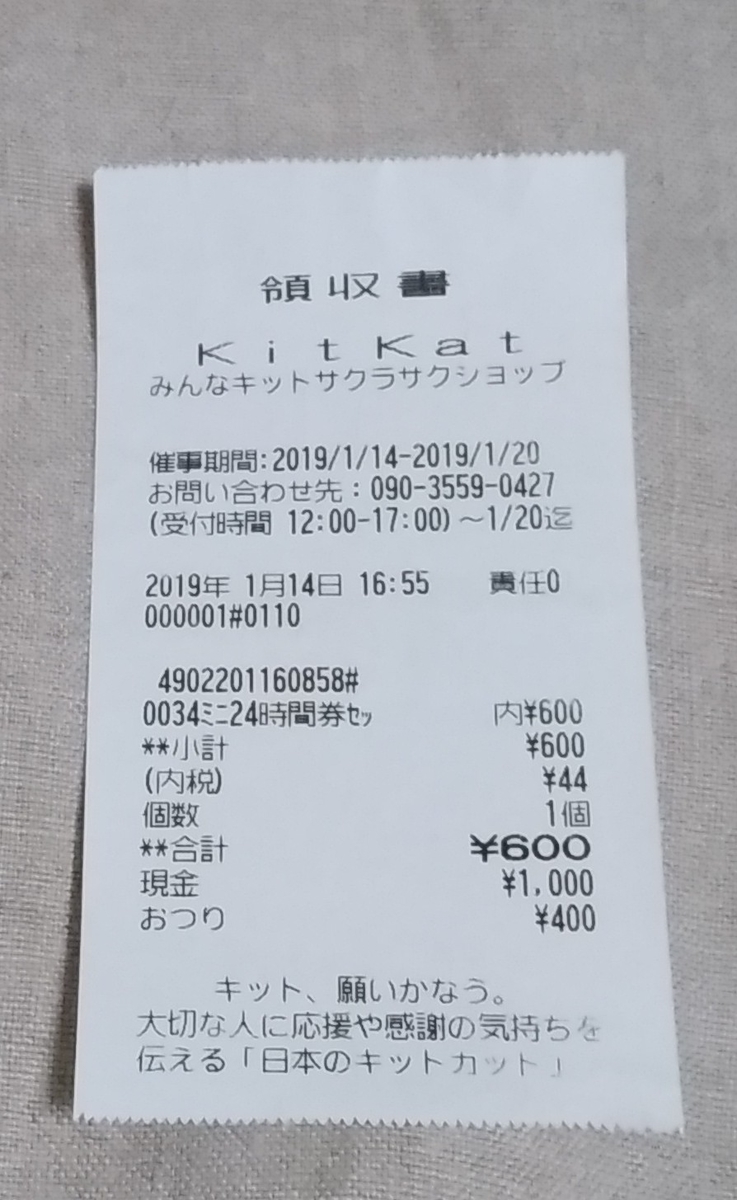 領収書
KitKat
みんなキットサクラサクショップ
催事期間:2019/1/14-2019/1/20
お問い合わせ先:090-3559-0427
(受付時間 12:00-17:00)~1/20迄
2019年 1月14日 16:55 責任0
000001#0110
4902201160858#
0034ミニ24時間券セッ 内¥600
**小計 ¥600
(内税) ¥44
個数 1個
**合計 ¥600
現金 ¥1,000
おつり ¥400
キット、願いかなう。
大切な人に応援や感謝の気持ちを
伝える「日本のキットカット」